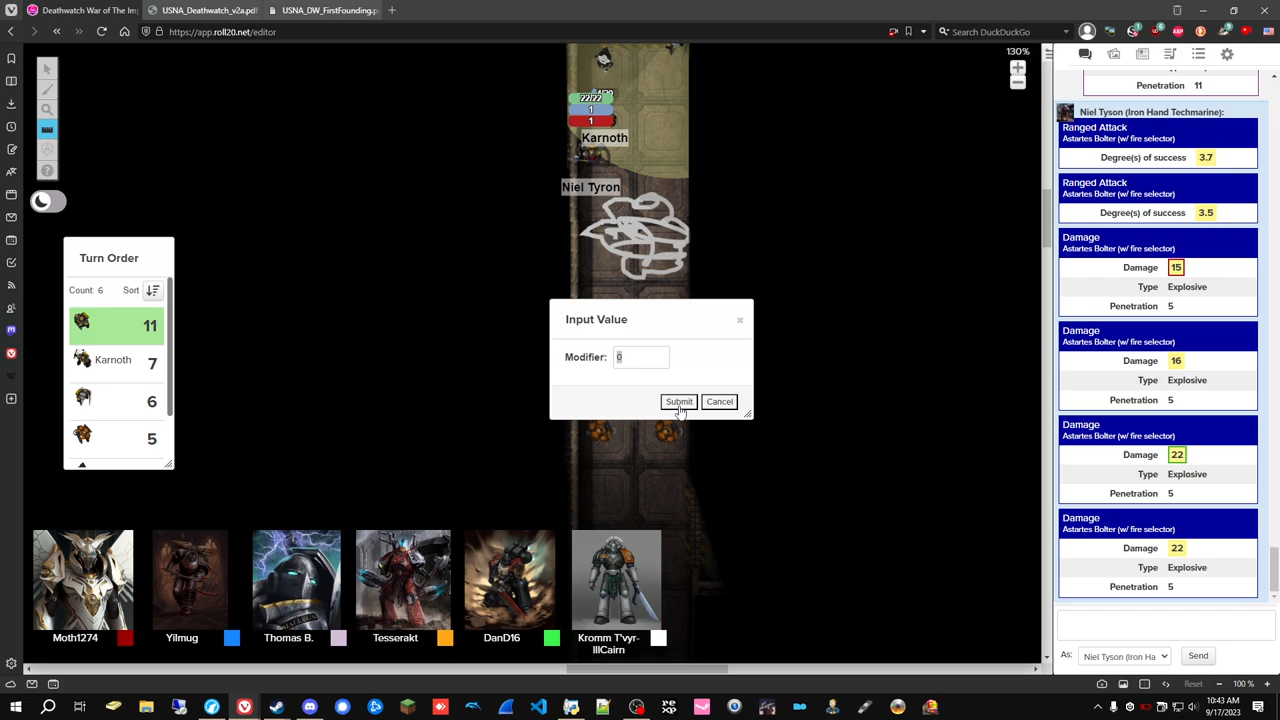 Deathwatch War of The Im
USNA_Deathwatch_v2a.pdf
USNA_DW_FirstFounding.p
https://app.roll20.net/editor
Search DuckDuckGo
130%
22/22
1
1
Karnoth
Niel Tyron
Turn Order
Count: 6
Sort
11
Karnoth
7
6
5
Input Value
Modifier:
0
Submit
Cancel
Penetration 11
Niel Tyson (Iron Hand Techmarine):
Ranged Attack
Astartes Bolter (w/ fire selector)
Degree(s) of success 3.7
Ranged Attack
Astartes Bolter (w/ fire selector)
Degree(s) of success 3.5
Damage
Astartes Bolter (w/ fire selector)
Damage 15
Type Explosive
Penetration 5
Damage
Astartes Bolter (w/ fire selector)
Damage 16
Type Explosive
Penetration 5
Damage
Astartes Bolter (w/ fire selector)
Damage 22
Type Explosive
Penetration 5
Damage
Astartes Bolter (w/ fire selector)
Damage 22
Type Explosive
Penetration 5
As:
Niel Tyson (Iron Ha
Send
Moth1274
Yilmug
Thomas B.
Tesserakt
DanD16
Kromm T'vyr-
IllCairn
Reset
100 %
10:43 AM
9/17/2023